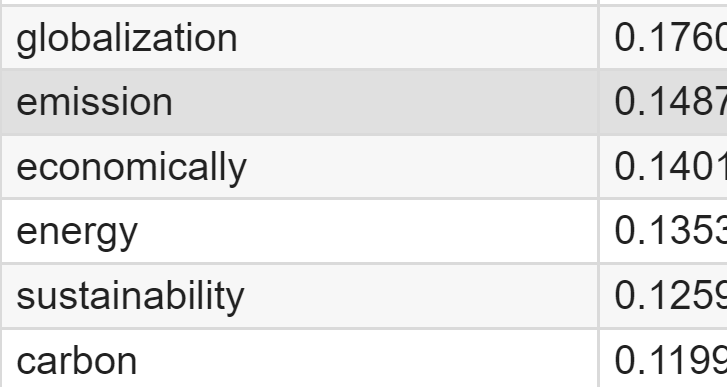 globalization 0.1760
emission 0.1487
economically 0.1401
energy 0.1353
sustainability 0.1259
carbon 0.1199